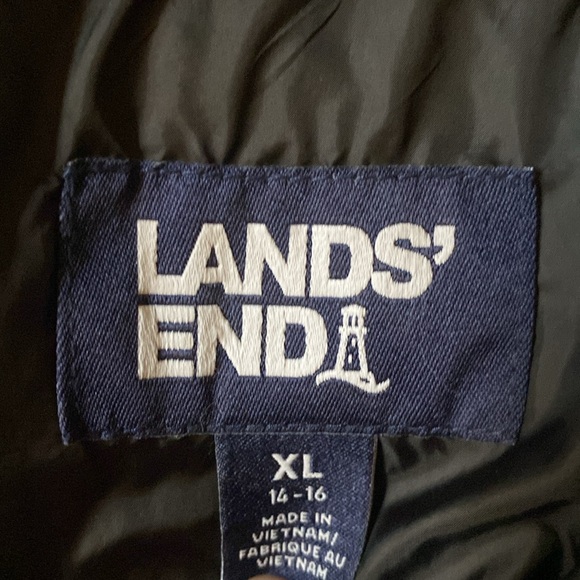 LANDS'
END
XL
14-16
MADE IN
VIETNAM/
FABRIQUE AU
VIETNAM